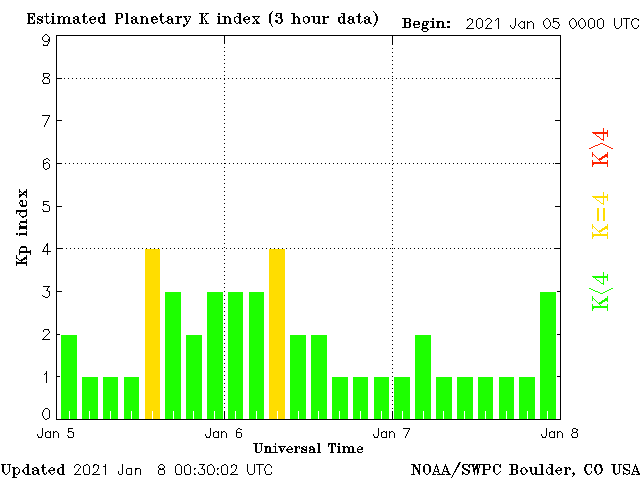 Estimated Planetary K index (3 hour data) Begin: 2021 Jan 05 0000 UTC
9
8
7
6
5
4
3
2
1
0
Kp index
K>4
K=4
K<4
Jan 5 Jan 6 Jan 7 Jan 8
Universal Time
Updated 2021 Jan 8 00:30:02 UTC NOAA/SWPC Boulder, CO USA